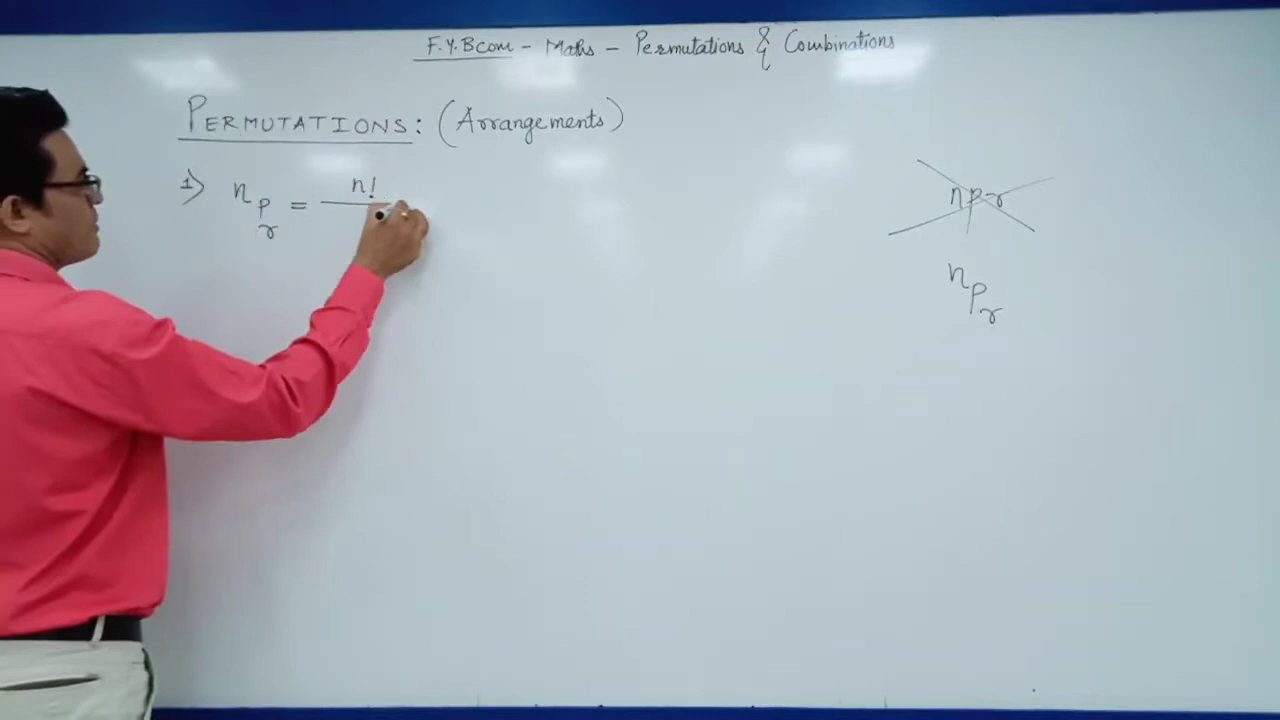 F.Y.Bcom - Maths - Permutations & Combinations
PERMUTATIONS: (Arrangements)
1) nPr = n!
nPr
nPr